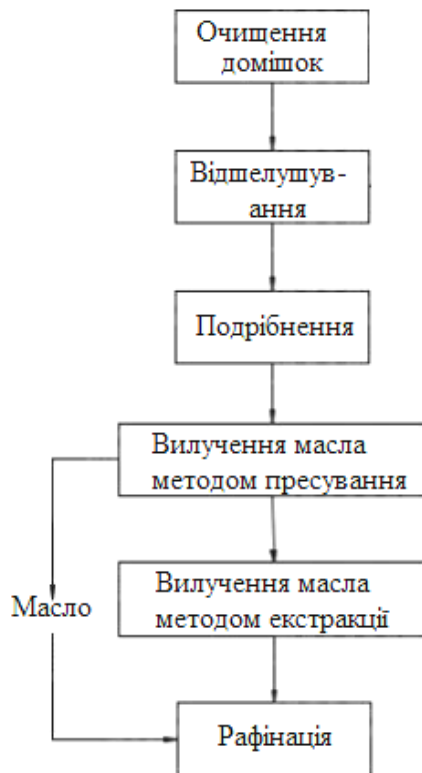 Очищення
домішок
Відшелушув-
ання
Подрібнення
Вилучення масла
методом пресування
Вилучення масла
методом екстракції
Масло
Рафінація